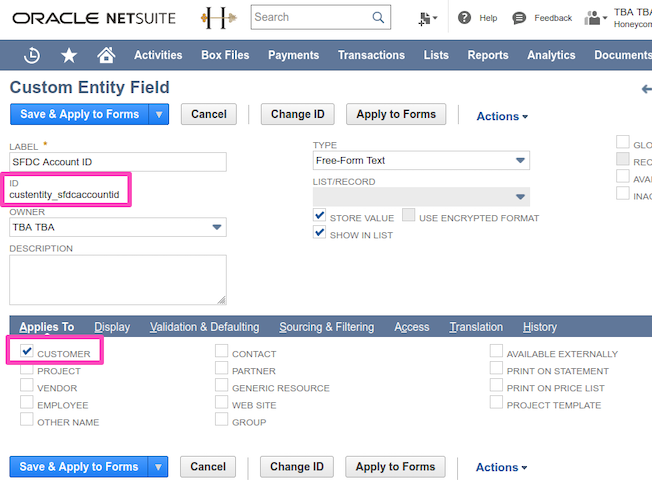 ORACLE NETSUITE
H
Search
Help
Feedback
TBA TBA
Honeycom
Activities
Box Files
Payments
Transactions
Lists
Reports
Analytics
Documents
Custom Entity Field
Save & Apply to Forms
Cancel
Change ID
Apply to Forms
Actions
LABEL *
SFDC Account ID
ID
custentity_sfdcaccountid
OWNER
TBA TBA
DESCRIPTION
TYPE
Free-Form Text
LIST/RECORD
STORE VALUE
USE ENCRYPTED FORMAT
SHOW IN LIST
GLO
REC
AVAI
INAC
Applies To
Display
Validation & Defaulting
Sourcing & Filtering
Access
Translation
History
CUSTOMER
PROJECT
VENDOR
EMPLOYEE
OTHER NAME
CONTACT
PARTNER
GENERIC RESOURCE
WEB SITE
GROUP
AVAILABLE EXTERNALLY
PRINT ON STATEMENT
PRINT ON PRICE LIST
PROJECT TEMPLATE
Save & Apply to Forms
Cancel
Change ID
Apply to Forms
Actions